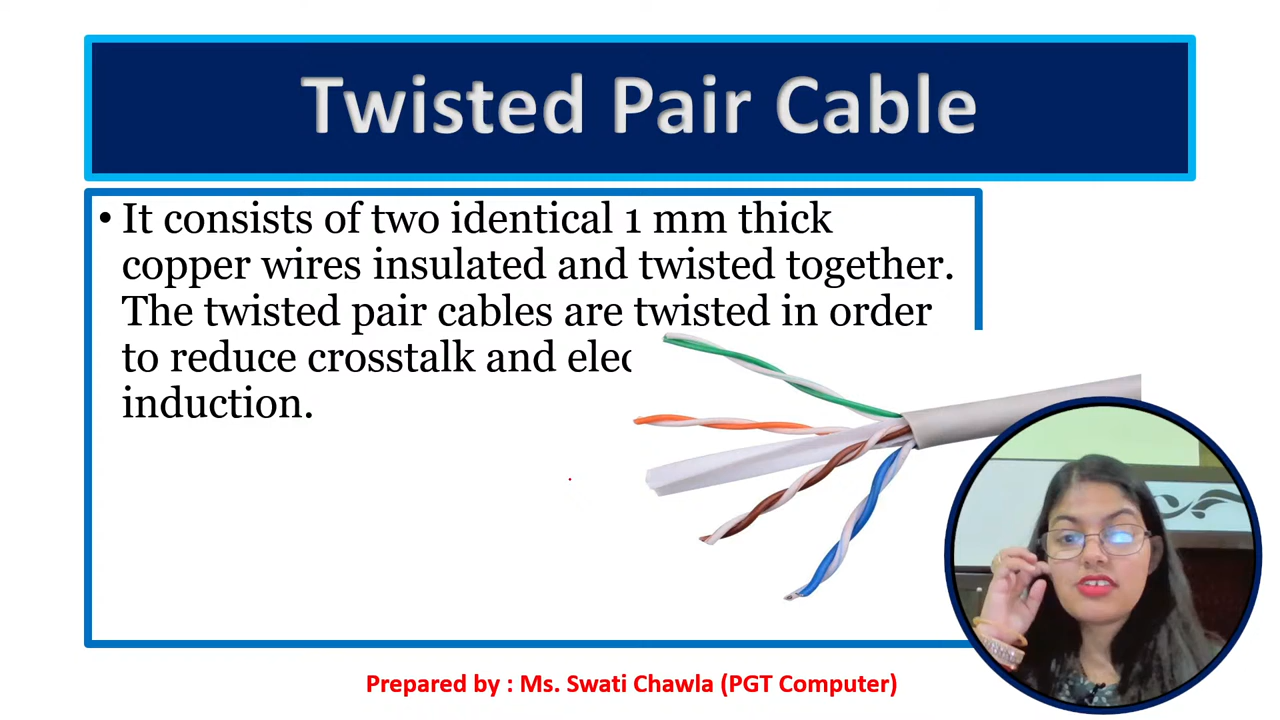 Twisted Pair Cable
• It consists of two identical 1 mm thick
copper wires insulated and twisted together.
The twisted pair cables are twisted in order
to reduce crosstalk and
induction.
Prepared by : Ms. Swati Chawla (PGT Computer)